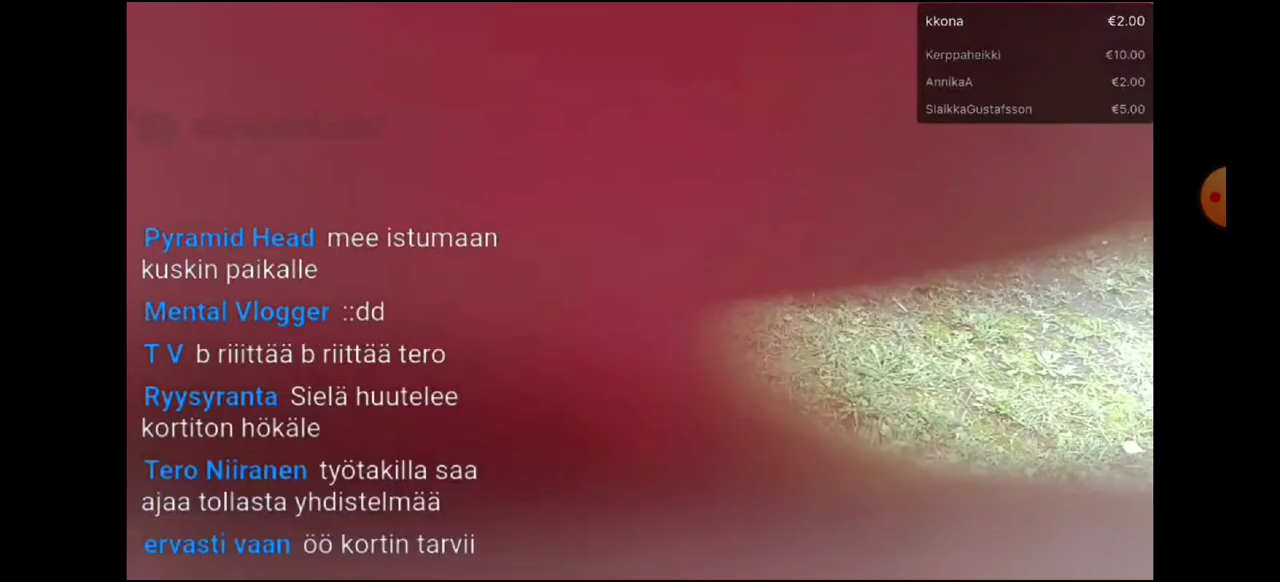 kkona €2.00
Kerppaheikki €10.00
AnnikaA €2.00
SlaikkaGustafsson €5.00
Pyramid Head mee istumaan
kuskin paikalle
Mental Vlogger ::dd
T V b riiittää b riittää tero
Ryysyranta Sielä huutelee
kortiton hökäle
Tero Niiranen työtakilla saa
ajaa tollasta yhdistelmää
ervasti vaan öö kortin tarvii